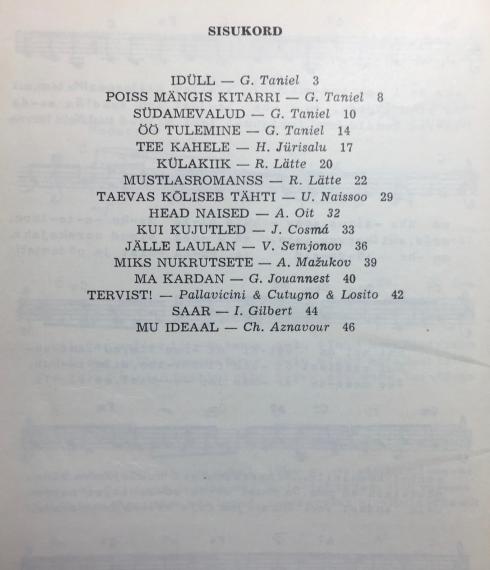 SISUKORD
IDÜLL — G. Taniel 3
POISS MÄNGIS KITARRI — G. Taniel 8
SÜDAMEVALUD — G. Taniel 10
ÖÖ TULEMINE — G. Taniel 14
TEE KAHELE — H. Jürisalu 17
KÜLAKIIK — R. Lätte 20
MUSTLASROMANSS — R. Lätte 22
TAEVAS KÕLISEB TÄHTI — U. Naissoo 29
HEAD NAISED — A. Oit 32
KUI KUJUTLED — J. Cosmá 33
JÄLLE LAULAN — V. Semjonov 36
MIKS NUKRUTSETE — A. Mažukov 39
MA KARDAN — G. Jouannest 40
TERVIST! — Pallavicini & Cutugno & Losito 42
SAAR — I. Gilbert 44
MU IDEAAL — Ch. Aznavour 46